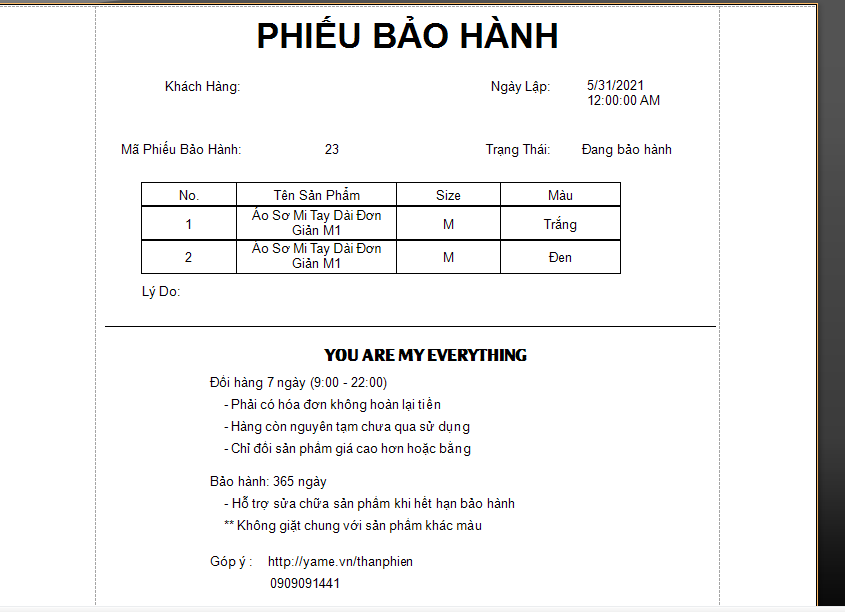 PHIẾU BẢO HÀNH
Khách Hàng: Ngày Lập: 5/31/2021
12:00:00 AM
Mã Phiếu Bảo Hành: 23 Trạng Thái: Đang bảo hành
No. Tên Sản Phẩm Size Màu
1 Áo Sơ Mi Tay Dài Đơn Giản M1 M Trắng
2 Áo Sơ Mi Tay Dài Đơn Giản M1 M Đen
Lý Do:
YOU ARE MY EVERYTHING
Đổi hàng 7 ngày (9:00 - 22:00)
- Phải có hóa đơn không hoàn lại tiền
- Hàng còn nguyên tạm chưa qua sử dụng
- Chỉ đổi sản phẩm giá cao hơn hoặc bằng
Bảo hành: 365 ngày
- Hỗ trợ sửa chữa sản phẩm khi hết hạn bảo hành
** Không giặt chung với sản phẩm khác màu
Góp ý : http://yame.vn/thanphien
0909091441